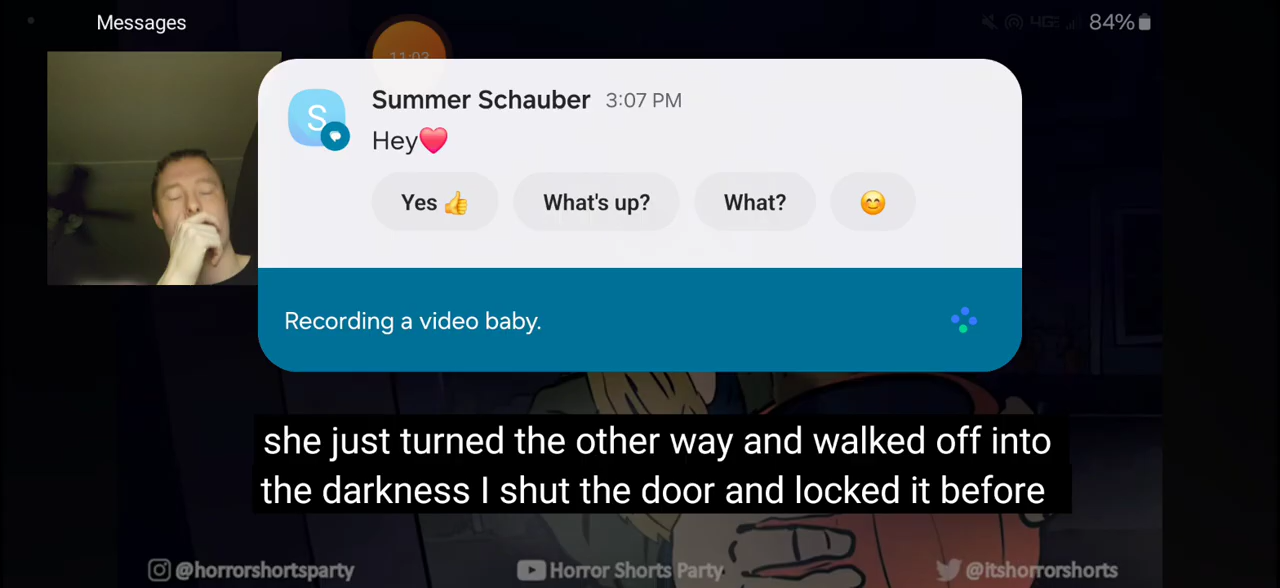 Messages
84%
11:03
Summer Schauber 3:07 PM
S
Hey❤️
Yes 👍 What's up? What? 😊
Recording a video baby.
she just turned the other way and walked off into
the darkness I shut the door and locked it before
@horrorshortsparty Horror Shorts Party @itshorrorshorts